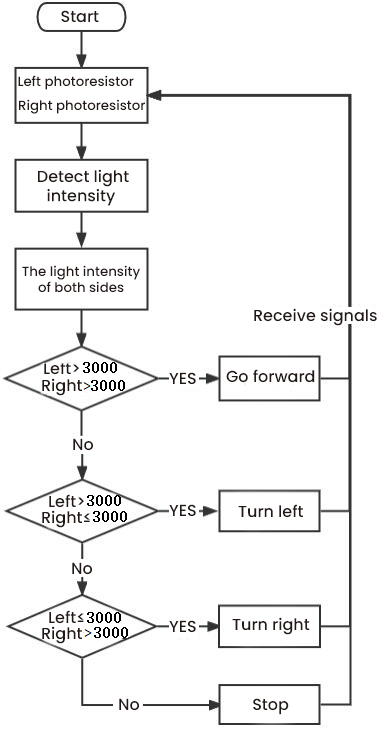 Start
Left photoresistor
Right photoresistor
Detect light
intensity
The light intensity
of both sides
Receive signals
Left>3000
Right>3000
YES
Go forward
No
Left>3000
Right≤3000
YES
Turn left
No
Left≤3000
Right>3000
YES
Turn right
No
Stop